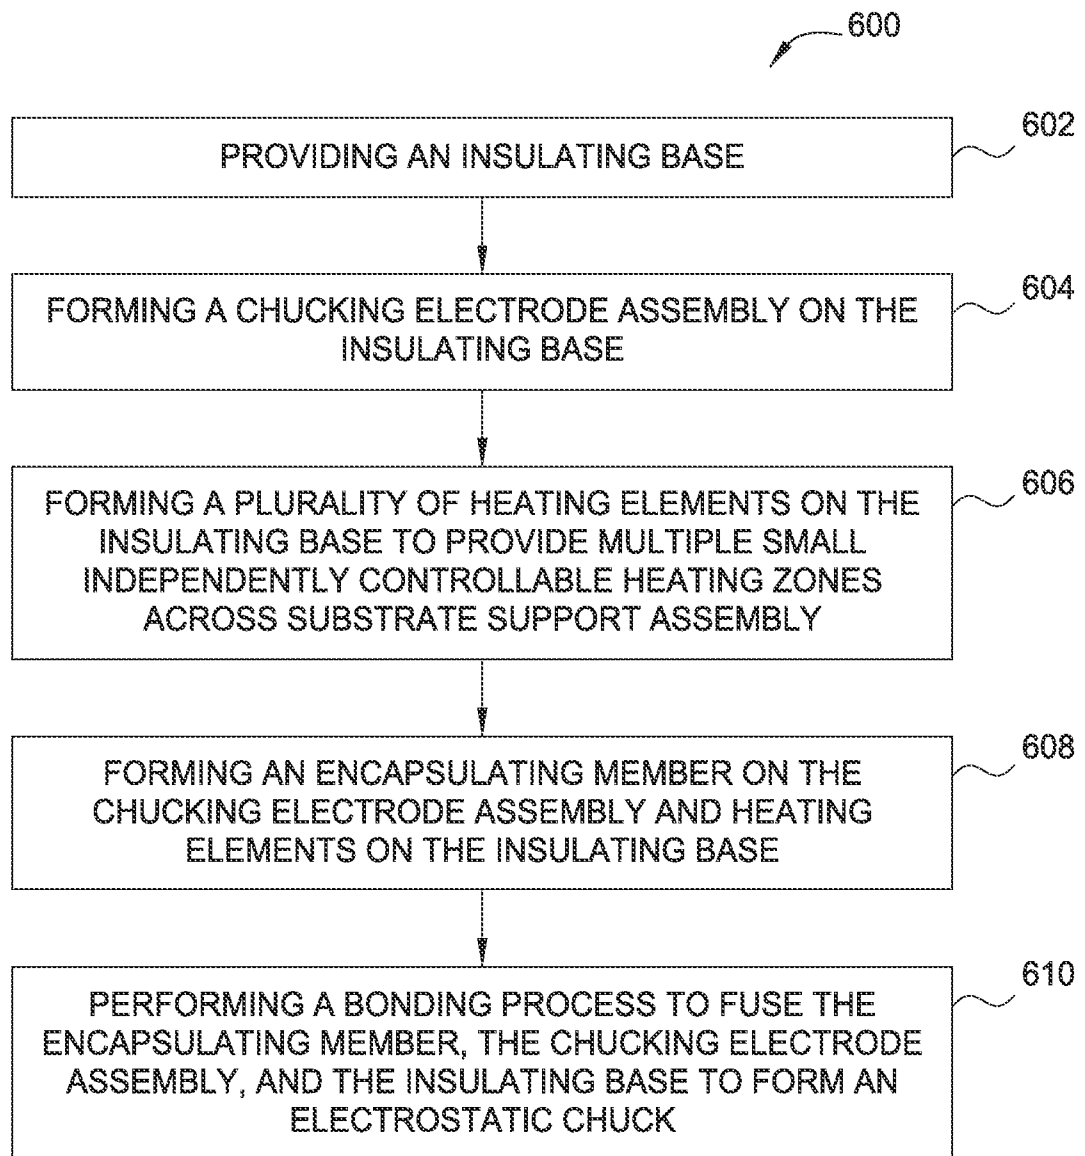 600
602
PROVIDING AN INSULATING BASE
604
FORMING A CHUCKING ELECTRODE ASSEMBLY ON THE
INSULATING BASE
606
FORMING A PLURALITY OF HEATING ELEMENTS ON THE
INSULATING BASE TO PROVIDE MULTIPLE SMALL
INDEPENDENTLY CONTROLLABLE HEATING ZONES
ACROSS SUBSTRATE SUPPORT ASSEMBLY
608
FORMING AN ENCAPSULATING MEMBER ON THE
CHUCKING ELECTRODE ASSEMBLY AND HEATING
ELEMENTS ON THE INSULATING BASE
610
PERFORMING A BONDING PROCESS TO FUSE THE
ENCAPSULATING MEMBER, THE CHUCKING ELECTRODE
ASSEMBLY, AND THE INSULATING BASE TO FORM AN
ELECTROSTATIC CHUCK